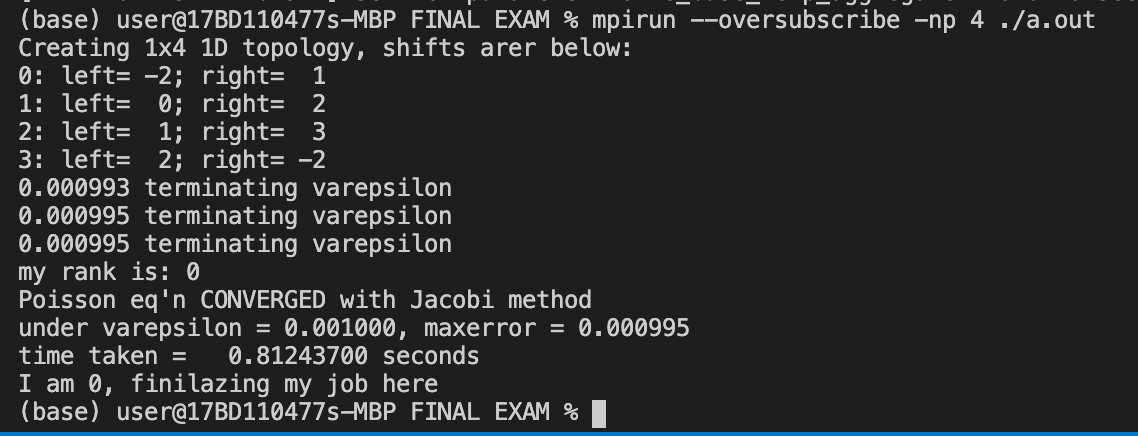 (base) user@17BD110477s-MBP FINAL EXAM % mpirun --oversubscribe -np 4 ./a.out
Creating 1x4 1D topology, shifts arer below:
0: left= -2; right=  1
1: left=  0; right=  2
2: left=  1; right=  3
3: left=  2; right= -2
0.000993 terminating varepsilon
0.000995 terminating varepsilon
0.000995 terminating varepsilon
my rank is: 0
Poisson eq'n CONVERGED with Jacobi method
under varepsilon = 0.001000, maxerror = 0.000995
time taken =   0.81243700 seconds
I am 0, finilazing my job here
(base) user@17BD110477s-MBP FINAL EXAM %